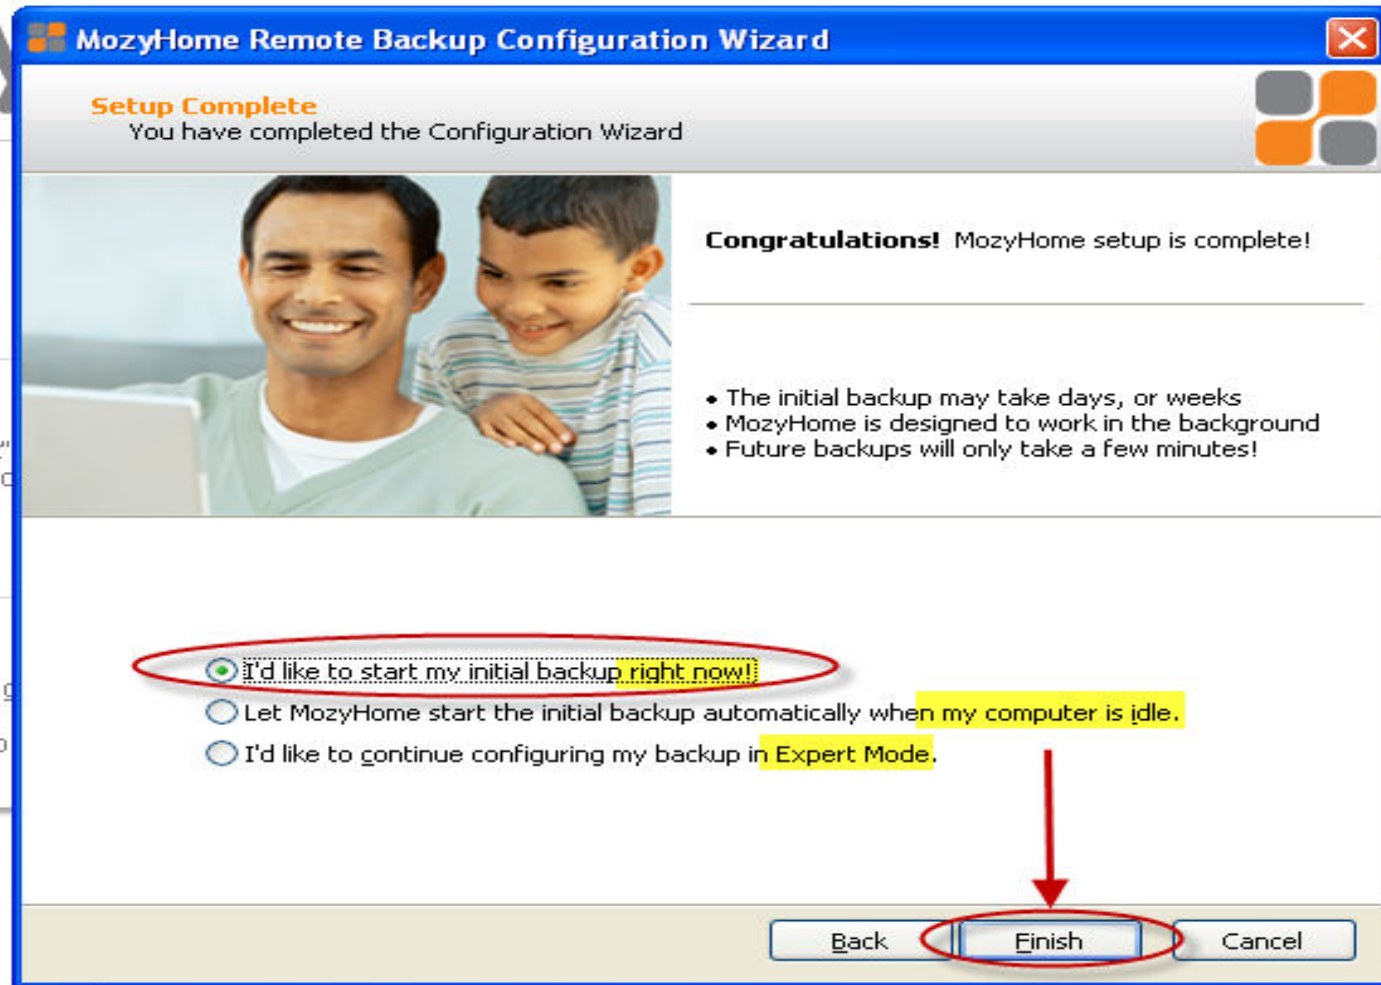 MozyHome Remote Backup Configuration Wizard
Setup Complete
You have completed the Configuration Wizard
Congratulations! MozyHome setup is complete!
• The initial backup may take days, or weeks
• MozyHome is designed to work in the background
• Future backups will only take a few minutes!
I'd like to start my initial backup right now!
Let MozyHome start the initial backup automatically when my computer is idle.
I'd like to continue configuring my backup in Expert Mode.
Back Finish Cancel